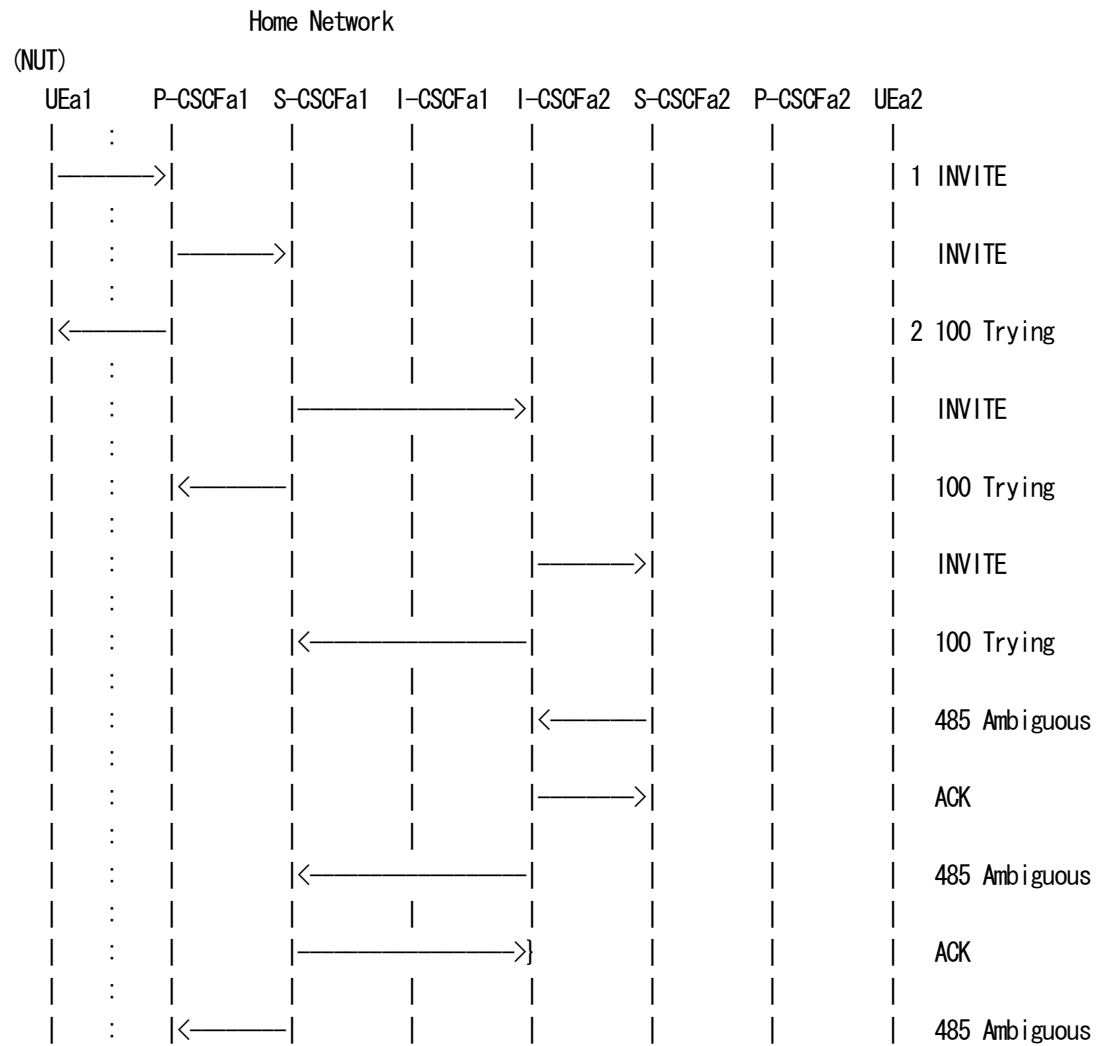 Home Network
(NUT)
UEa1 P-CSCFa1 S-CSCFa1 I-CSCFa1 I-CSCFa2 S-CSCFa2 P-CSCFa2 UEa2
1 INVITE
INVITE
2 100 Trying
INVITE
100 Trying
INVITE
100 Trying
485 Ambiguous
ACK
485 Ambiguous
ACK
485 Ambiguous